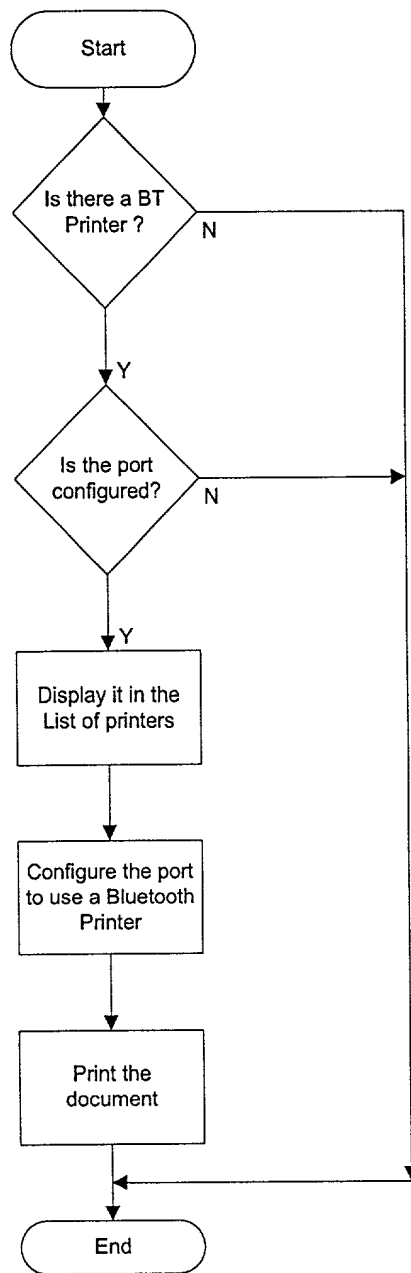 Start
Is there a BT
Printer ?
N
Y
Is the port
configured?
N
Y
Display it in the
List of printers
Configure the port
to use a Bluetooth
Printer
Print the
document
End